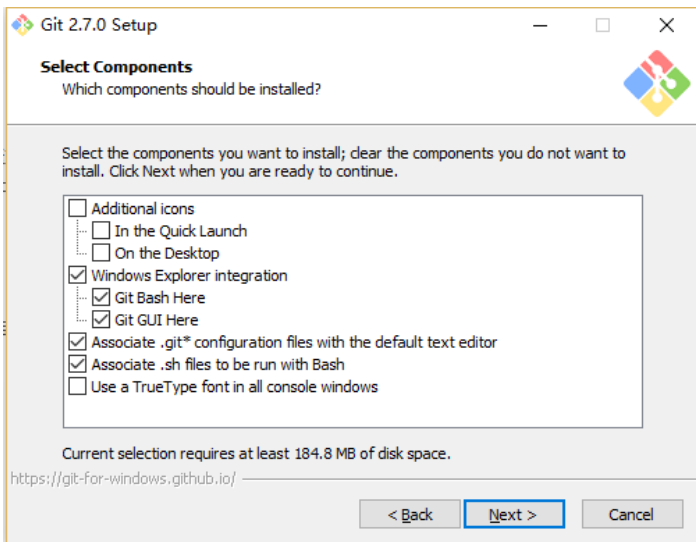 Git 2.7.0 Setup
Select Components
Which components should be installed?
Select the components you want to install; clear the components you do not want to
install. Click Next when you are ready to continue.
Additional icons
In the Quick Launch
On the Desktop
Windows Explorer integration
Git Bash Here
Git GUI Here
Associate .git* configuration files with the default text editor
Associate .sh files to be run with Bash
Use a TrueType font in all console windows
Current selection requires at least 184.8 MB of disk space.
https://git-for-windows.github.io/
< Back Next > Cancel